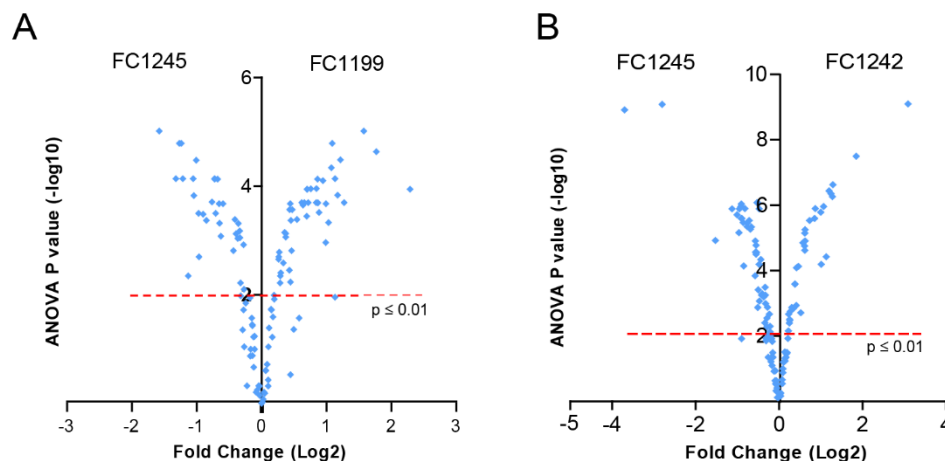 A
FC1245
FC1199
6
4
2
p ≤ 0.01
ANOVA P value (-log10)
-3 -2 -1 0 1 2 3
Fold Change (Log2)
B
FC1245
FC1242
10
8
6
4
2
p ≤ 0.01
ANOVA P value (-log10)
-5 -4 -2 0 2 4
Fold Change (Log2)